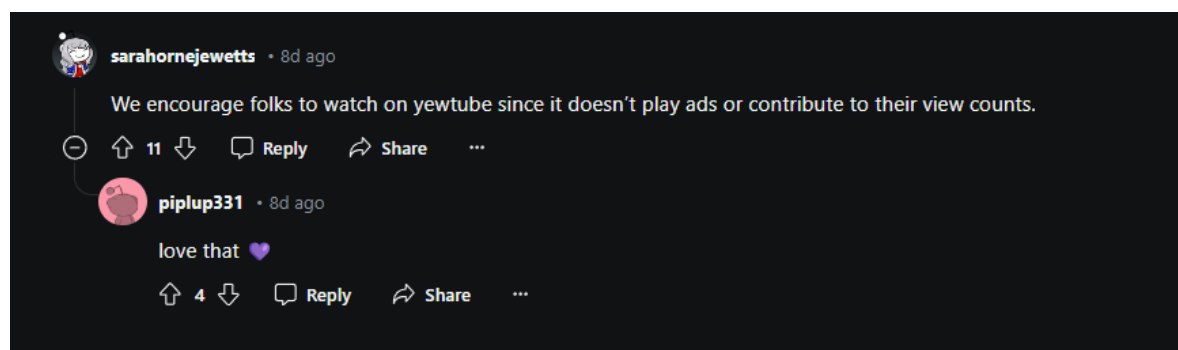 sarahornejewetts • 8d ago
We encourage folks to watch on yewtube since it doesn’t play ads or contribute to their view counts.
11 Reply Share ···
piplup331 • 8d ago
love that 💜
4 Reply Share ···